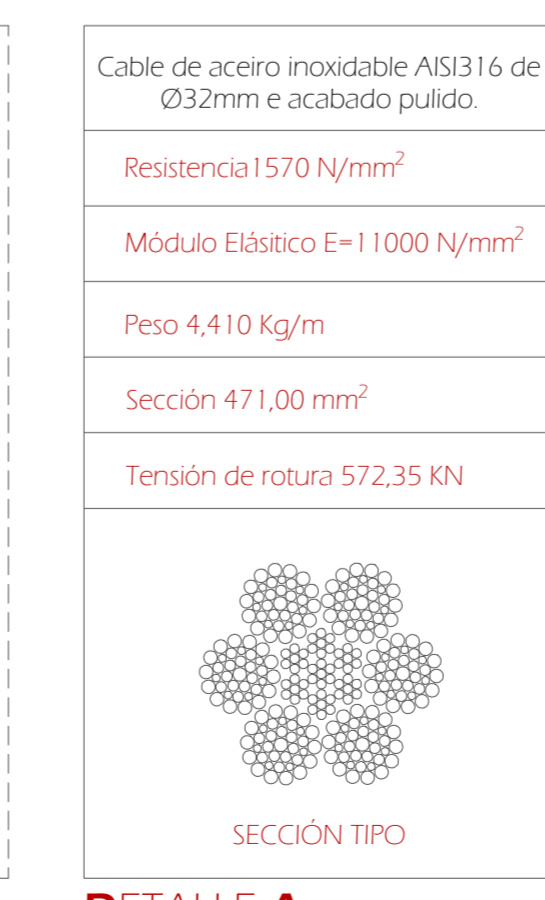 Cable de aceiro inoxidable AISI316 de
Ø32mm e acabado pulido.
Resistencia1570 N/mm²
Módulo Elásitico E=11000 N/mm²
Peso 4,410 Kg/m
Sección 471,00 mm²
Tensión de rotura 572,35 KN
SECCIÓN TIPO
DETALLE A